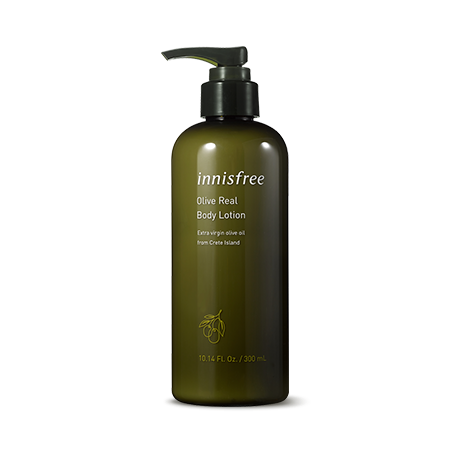 innisfree
Olive Real
Body Lotion
Extra virgin olive oil
from Crete Island
10.14 Fl. Oz. / 300 mL